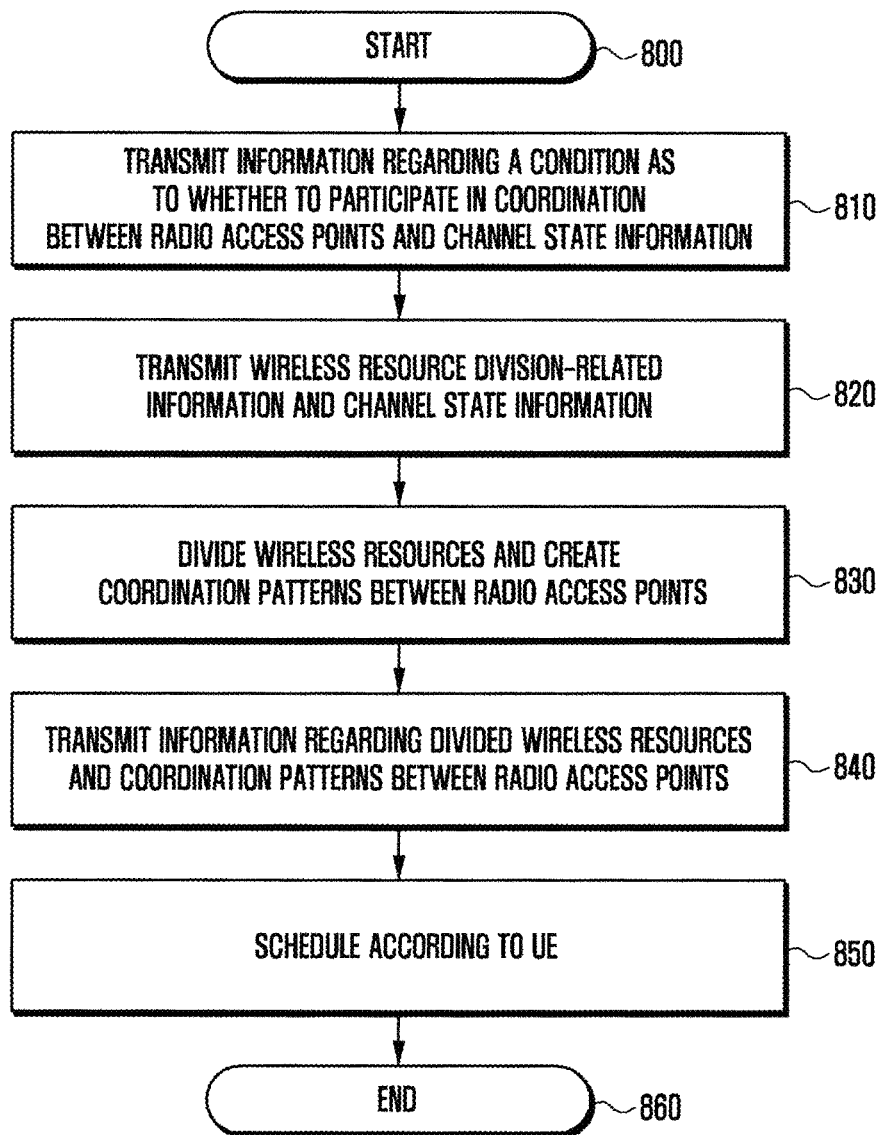 START
800
TRANSMIT INFORMATION REGARDING A CONDITION AS
TO WHETHER TO PARTICIPATE IN COORDINATION
BETWEEN RADIO ACCESS POINTS AND CHANNEL STATE INFORMATION
810
TRANSMIT WIRELESS RESOURCE DIVISION-RELATED
INFORMATION AND CHANNEL STATE INFORMATION
820
DIVIDE WIRELESS RESOURCES AND CREATE
COORDINATION PATTERNS BETWEEN RADIO ACCESS POINTS
830
TRANSMIT INFORMATION REGARDING DIVIDED WIRELESS RESOURCES
AND COORDINATION PATTERNS BETWEEN RADIO ACCESS POINTS
840
SCHEDULE ACCORDING TO UE
850
END
860